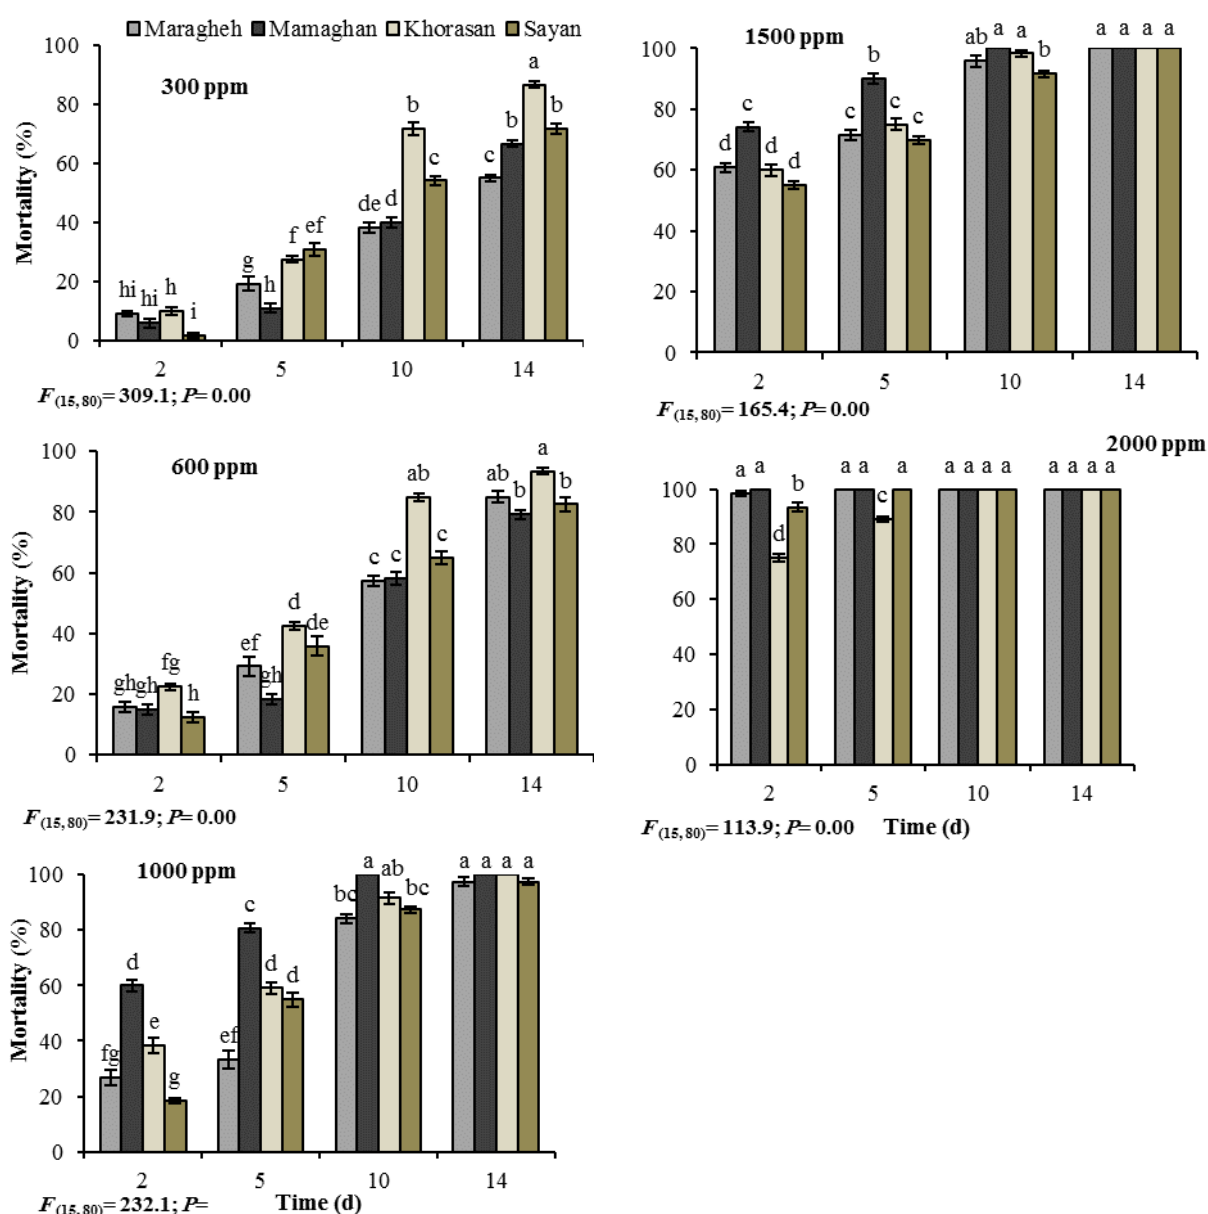 Maragheh Mamaghan Khorasan Sayan
300 ppm
Mortality (%)
100
80
60
40
20
0
hi hi h i
g h f ef
de d b c
c b a b
2 5 10 14
F(15,80)= 309.1; P= 0.00
600 ppm
Mortality (%)
100
80
60
40
20
0
gh gh fg h
ef gh d de
c c ab c
ab b a b
2 5 10 14
F(15,80)= 231.9; P= 0.00
1000 ppm
Mortality (%)
100
80
60
40
20
0
fg d e g
ef c d d
bc a ab bc
a a a a
2 5 10 14
F(15,80)= 232.1; P=
Time (d)
1500 ppm
100
80
60
40
20
0
d c d d
c b c c
ab a a b
a a a a
2 5 10 14
F(15,80)= 165.4; P= 0.00
2000 ppm
100
80
60
40
20
0
a a d b
a a c a
a a a a
a a a a
2 5 10 14
F(15,80)= 113.9; P= 0.00
Time (d)